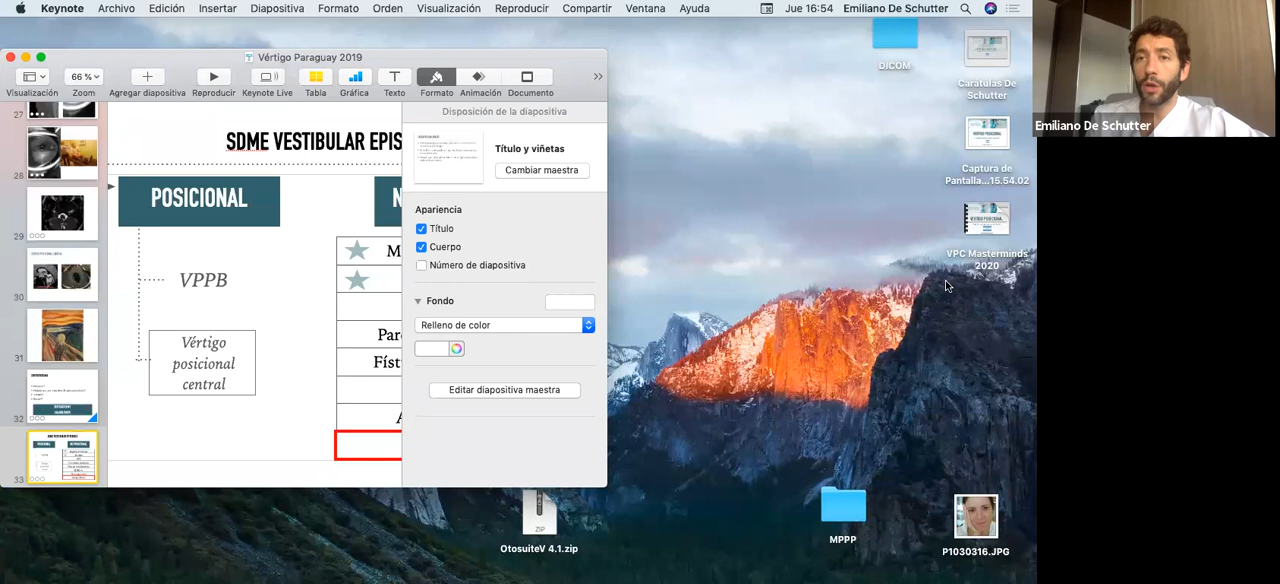 Keynote Archivo Edición Insertar Diapositiva Formato Orden Visualización Reproducir Compartir Ventana Ayuda Jue 16:54 Emiliano De Schutter
Vértigo Paraguay 2019
66 %
Visualización Zoom Agregar diapositiva Reproducir Keynote Live Tabla Gráfica Texto Formato Animación Documento
Disposición de la diapositiva
Título y viñetas
Cambiar maestra
Apariencia
Título
Cuerpo
Número de diapositiva
Fondo
Relleno de color
Editar diapositiva maestra
27
28
29
30
31
32
33
SDME VESTIBULAR EPIS
POSICIONAL
N
VPPB
Vértigo
posicional
central
M
Par
Físt
A
DICOM
Caratulas De
Schutter
Captura de
Pantalla...15.54.02
VPC Masterminds
2020
ZIP
OtosuiteV 4.1.zip
MPPP
P1030316.JPG
Emiliano De Schutter